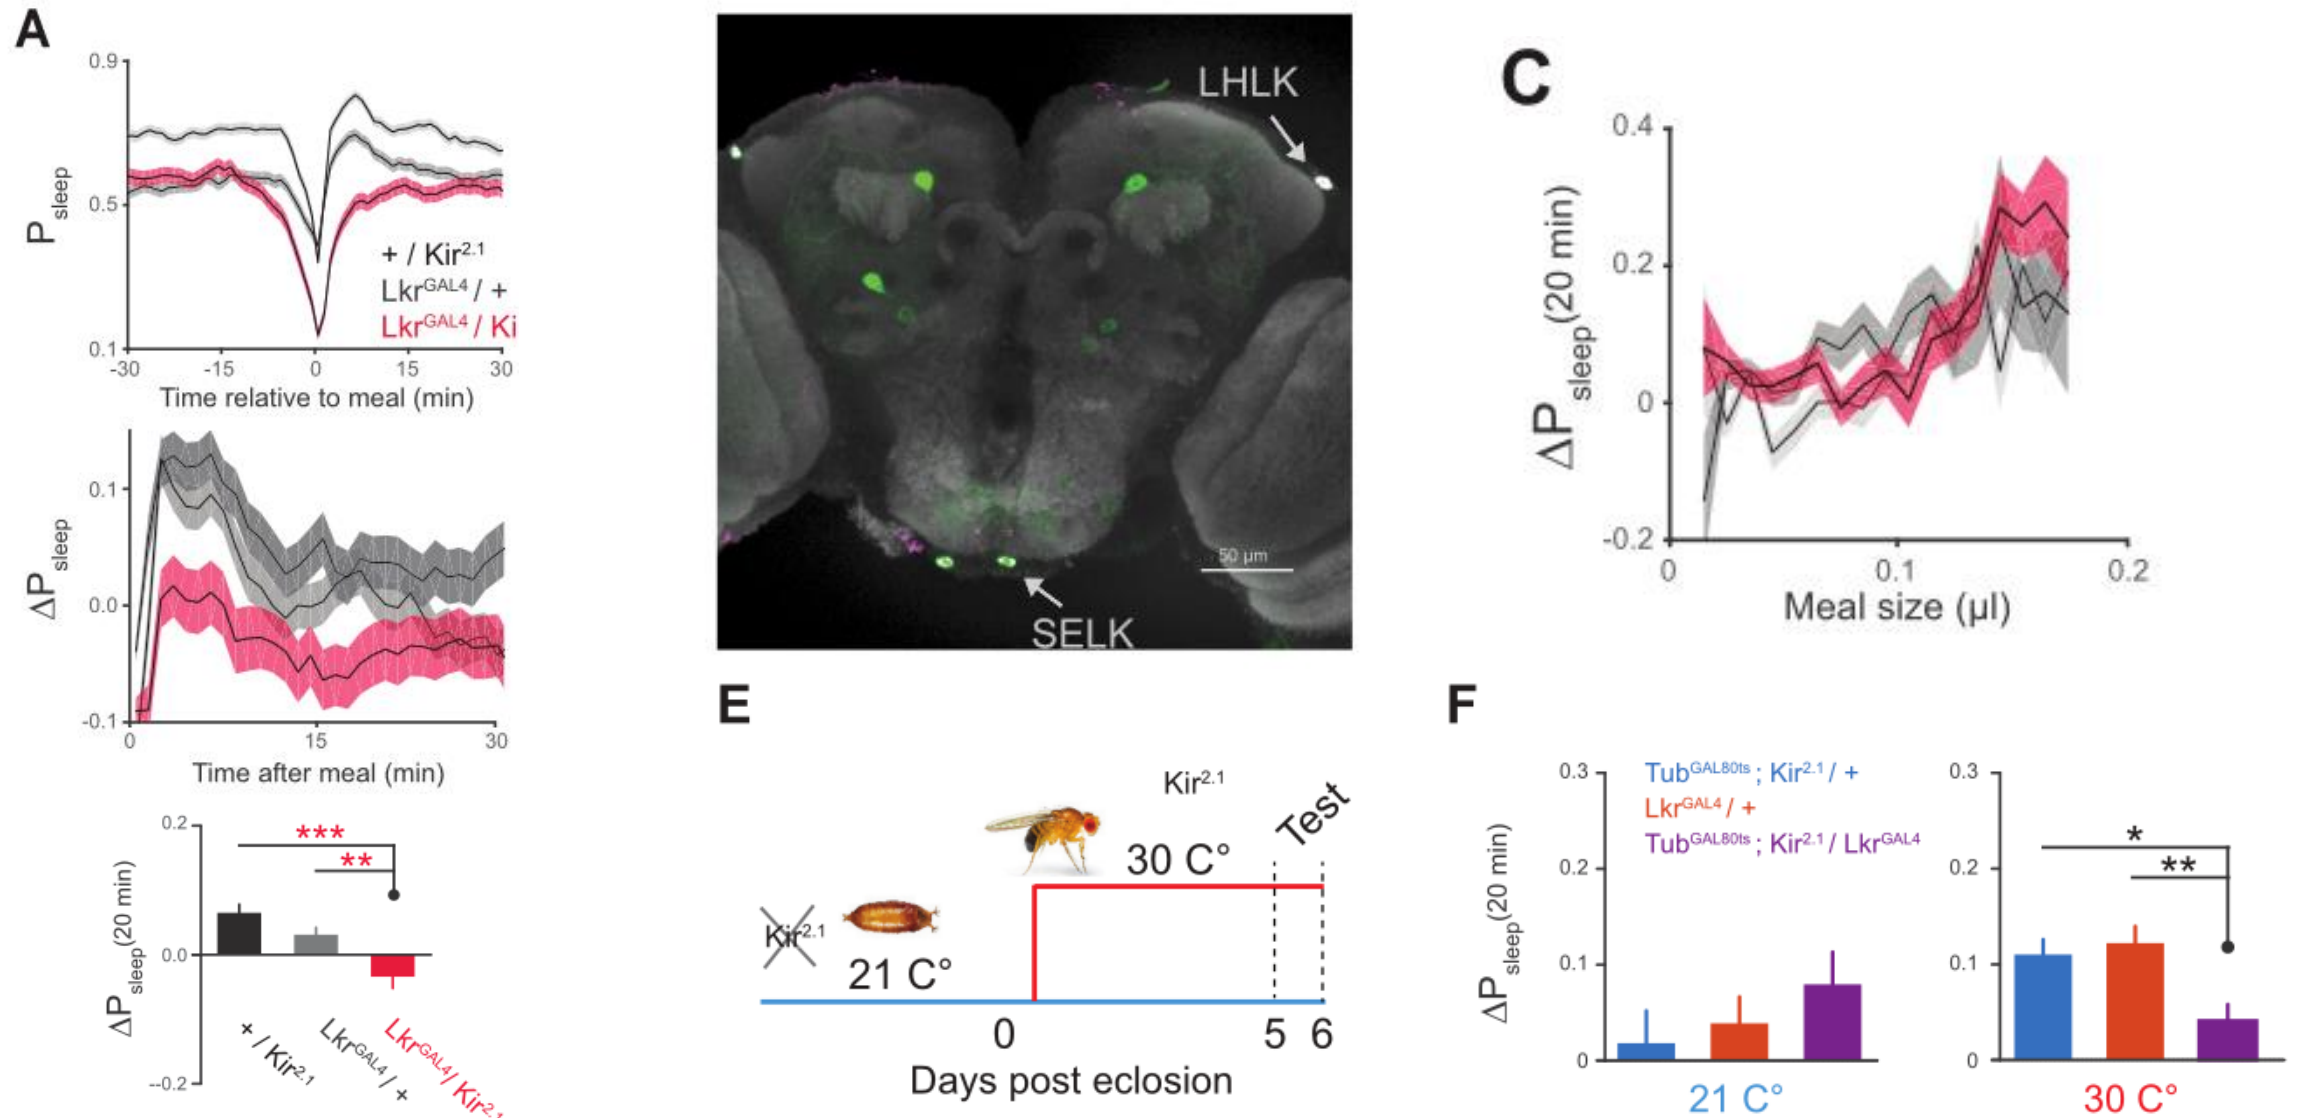 A
0.9
0.5
0.1
P sleep
-30 -15 0 15 30
Time relative to meal (min)
+ / Kir2.1
LkrGAL4 / +
LkrGAL4 / Ki
0.1
0.0
-0.1
ΔP sleep
0 15 30
Time after meal (min)
0.2
0.0
--0.2
ΔP sleep(20 min)
*** 
**
+ / Kir2.1
LkrGAL4 / +
LkrGAL4 / Kir2.1
LHLK
50 µm
SELK
C
0.4
0.2
0
-0.2
ΔP sleep(20 min)
0 0.1 0.2
Meal size (µl)
E
Kir2.1
21 C°
Kir2.1
30 C°
Test
0 5 6
Days post eclosion
F
0.3
0.2
0.1
0
ΔP sleep(20 min)
TubGAL80ts ; Kir2.1 / +
LkrGAL4 / +
TubGAL80ts ; Kir2.1 / LkrGAL4
21 C°
0.3
0.2
0.1
0
*
**
30 C°